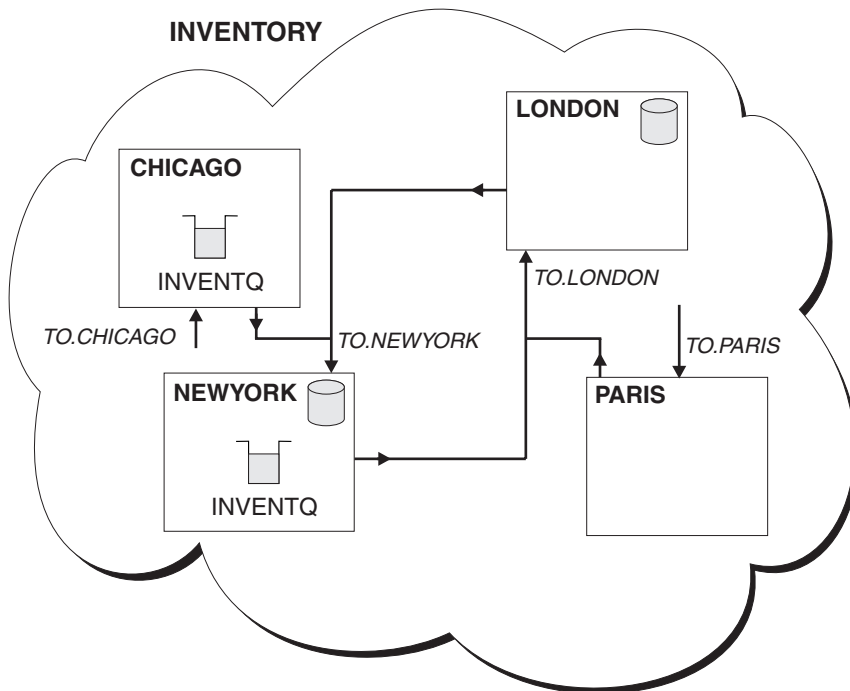 INVENTORY
LONDON
CHICAGO
INVENTQ
TO.CHICAGO
TO.NEWYORK
TO.LONDON
TO.PARIS
NEWYORK
INVENTQ
PARIS